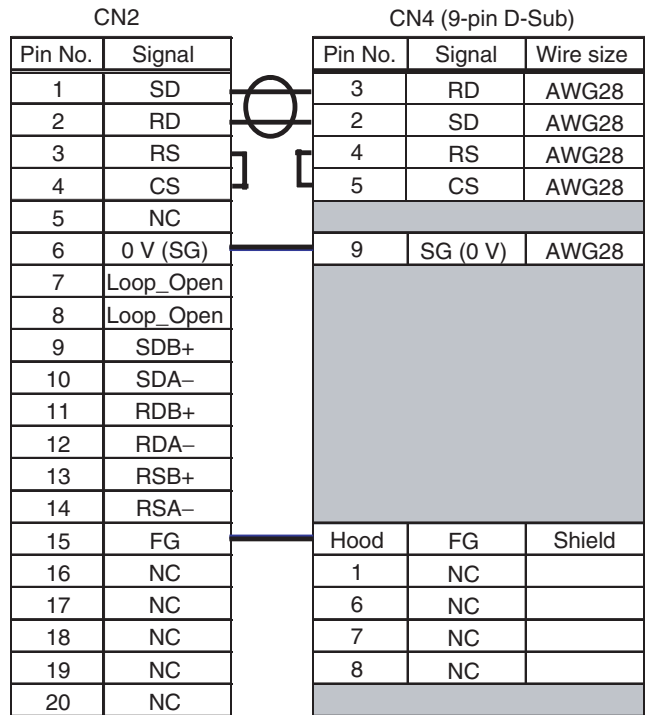 CN2 CN4 (9-pin D-Sub)
Pin No. Signal Pin No. Signal Wire size
1 SD 3 RD AWG28
2 RD 2 SD AWG28
3 RS 4 RS AWG28
4 CS 5 CS AWG28
5 NC
6 0 V (SG) 9 SG (0 V) AWG28
7 Loop_Open
8 Loop_Open
9 SDB+
10 SDA−
11 RDB+
12 RDA−
13 RSB+
14 RSA−
15 FG Hood FG Shield
16 NC 1 NC
17 NC 6 NC
18 NC 7 NC
19 NC 8 NC
20 NC